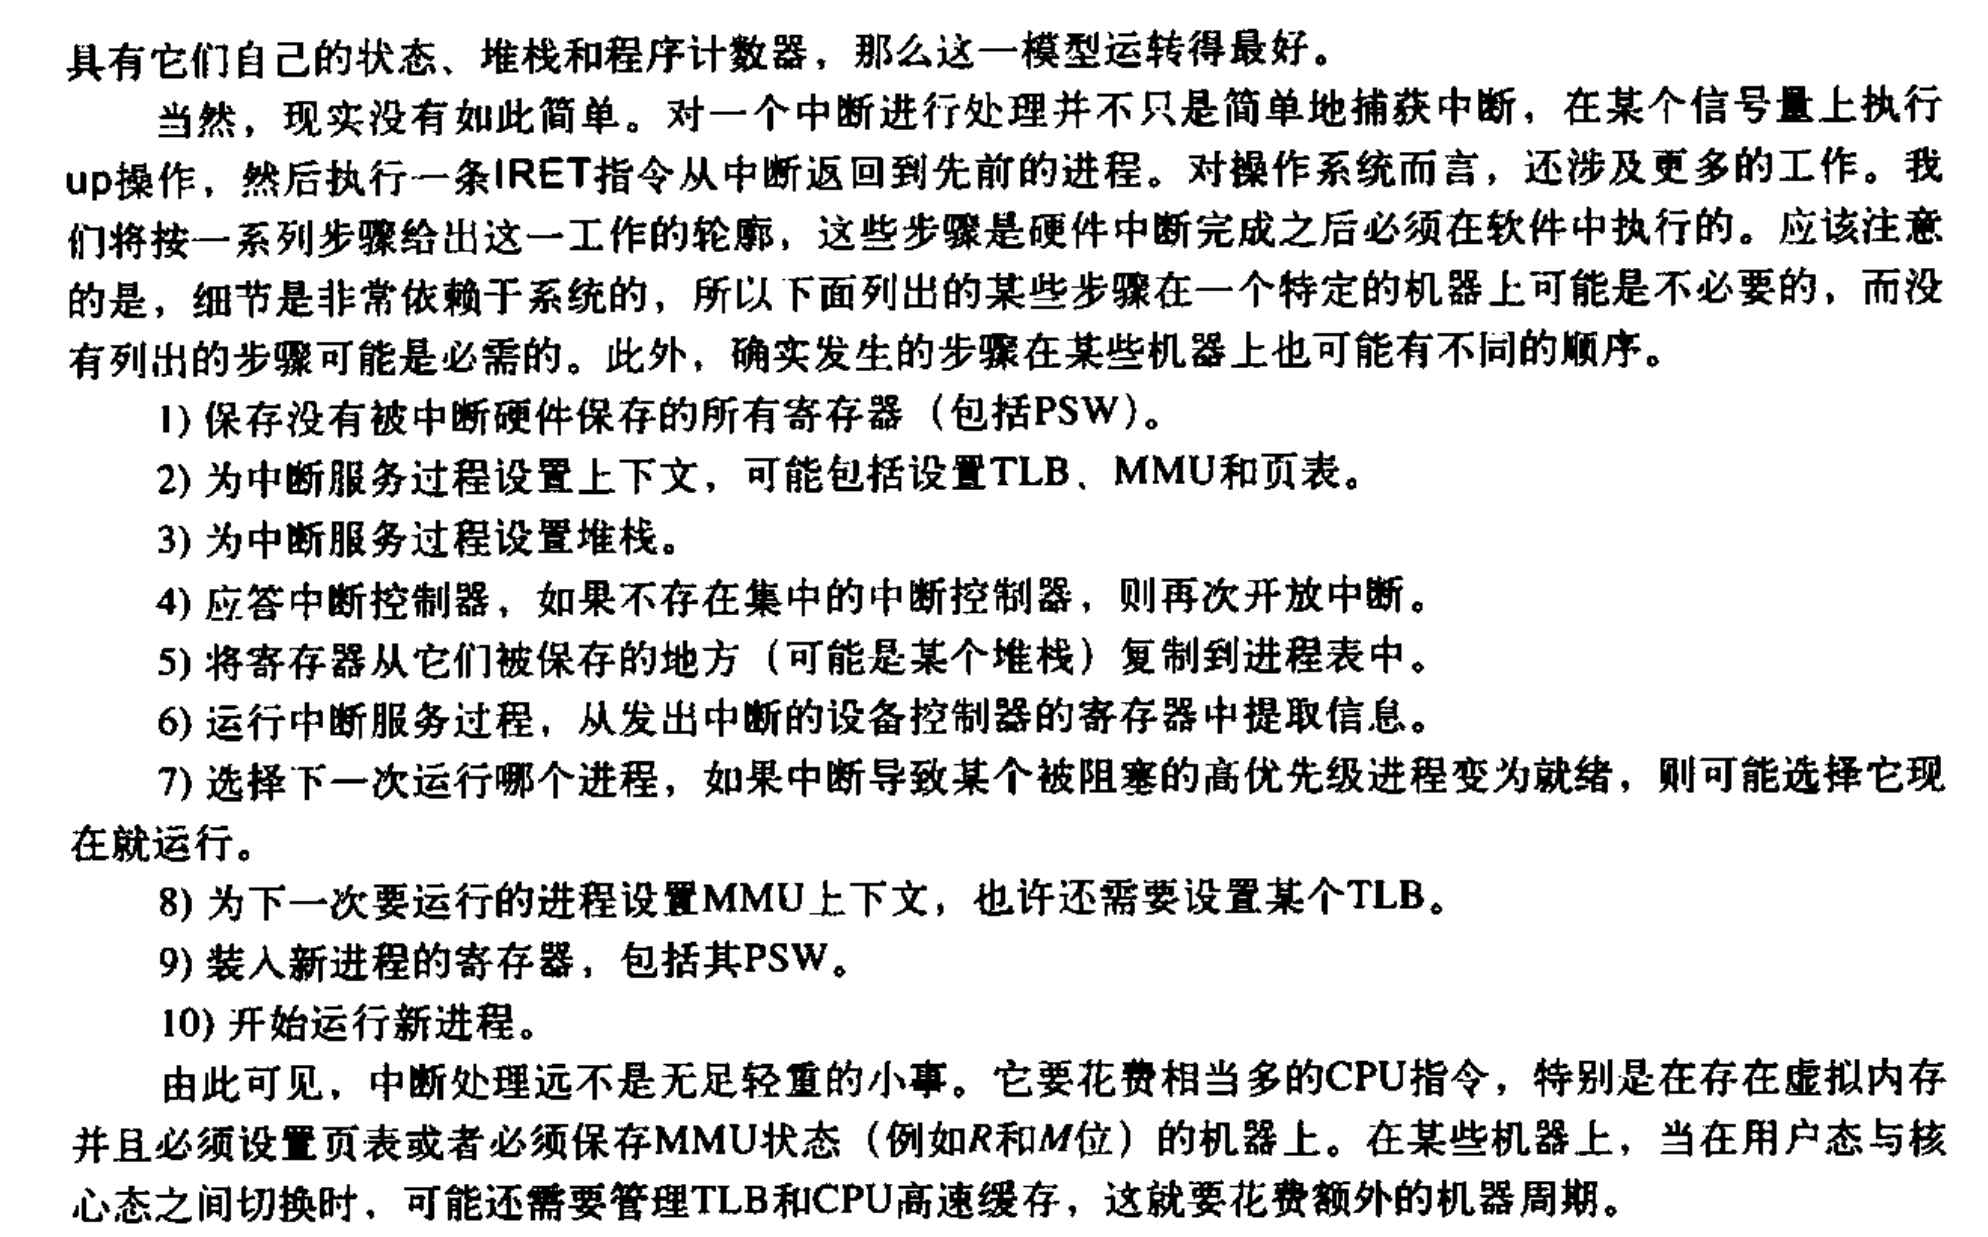 具有它们自己的状态、堆栈和程序计数器，那么这一模型运转得最好。
当然，现实没有如此简单。对一个中断进行处理并不只是简单地捕获中断，在某个信号量上执行
up操作，然后执行一条IRET指令从中断返回到先前的进程。对操作系统而言，还涉及更多的工作。我
们将按一系列步骤给出这一工作的轮廓，这些步骤是硬件中断完成之后必须在软件中执行的。应该注意
的是，细节是非常依赖于系统的，所以下面列出的某些步骤在一个特定的机器上可能是不必要的，而没
有列出的步骤可能是必需的。此外，确实发生的步骤在某些机器上也可能有不同的顺序。
1) 保存没有被中断硬件保存的所有寄存器（包括PSW）。
2) 为中断服务过程设置上下文，可能包括设置TLB、MMU和页表。
3) 为中断服务过程设置堆栈。
4) 应答中断控制器，如果不存在集中的中断控制器，则再次开放中断。
5) 将寄存器从它们被保存的地方（可能是某个堆栈）复制到进程表中。
6) 运行中断服务过程，从发出中断的设备控制器的寄存器中提取信息。
7) 选择下一次运行哪个进程，如果中断导致某个被阻塞的高优先级进程变为就绪，则可能选择它现
在就运行。
8) 为下一次要运行的进程设置MMU上下文，也许还需要设置某个TLB。
9) 装入新进程的寄存器，包括其PSW。
10) 开始运行新进程。
由此可见，中断处理远不是无足轻重的小事。它要花费相当多的CPU指令，特别是在存在虚拟内存
并且必须设置页表或者必须保存MMU状态（例如R和M位）的机器上。在某些机器上，当在用户态与核
心态之间切换时，可能还需要管理TLB和CPU高速缓存，这就要花费额外的机器周期。